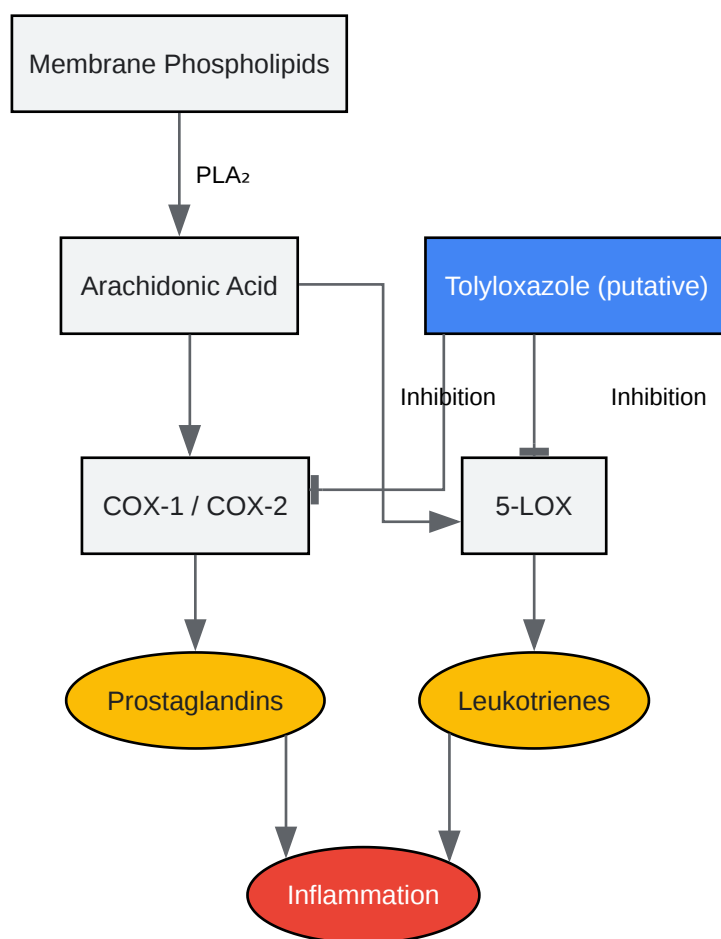 Membrane Phospholipids
PLA₂
Arachidonic Acid
Tolyloxazole (putative)
Inhibition
Inhibition
COX-1 / COX-2
5-LOX
Prostaglandins
Leukotrienes
Inflammation